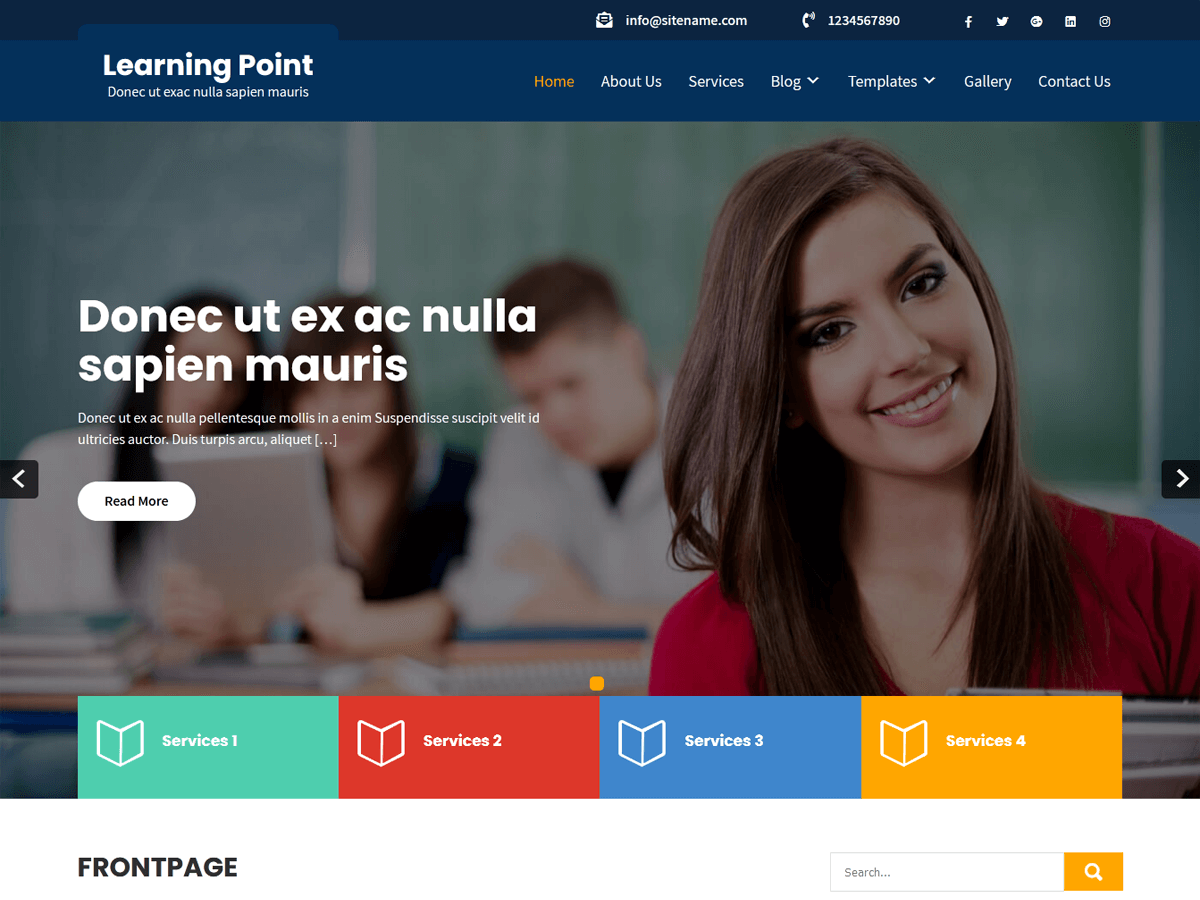 info@sitename.com
1234567890
Learning Point
Donec ut exac nulla sapien mauris
Home
About Us
Services
Blog
Templates
Gallery
Contact Us
Donec ut ex ac nulla
sapien mauris
Donec ut ex ac nulla pellentesque mollis in a enim Suspendisse suscipit velit id
ultricies auctor. Duis turpis arcu, aliquet […]
Read More
Services 1
Services 2
Services 3
Services 4
FRONTPAGE
Search...